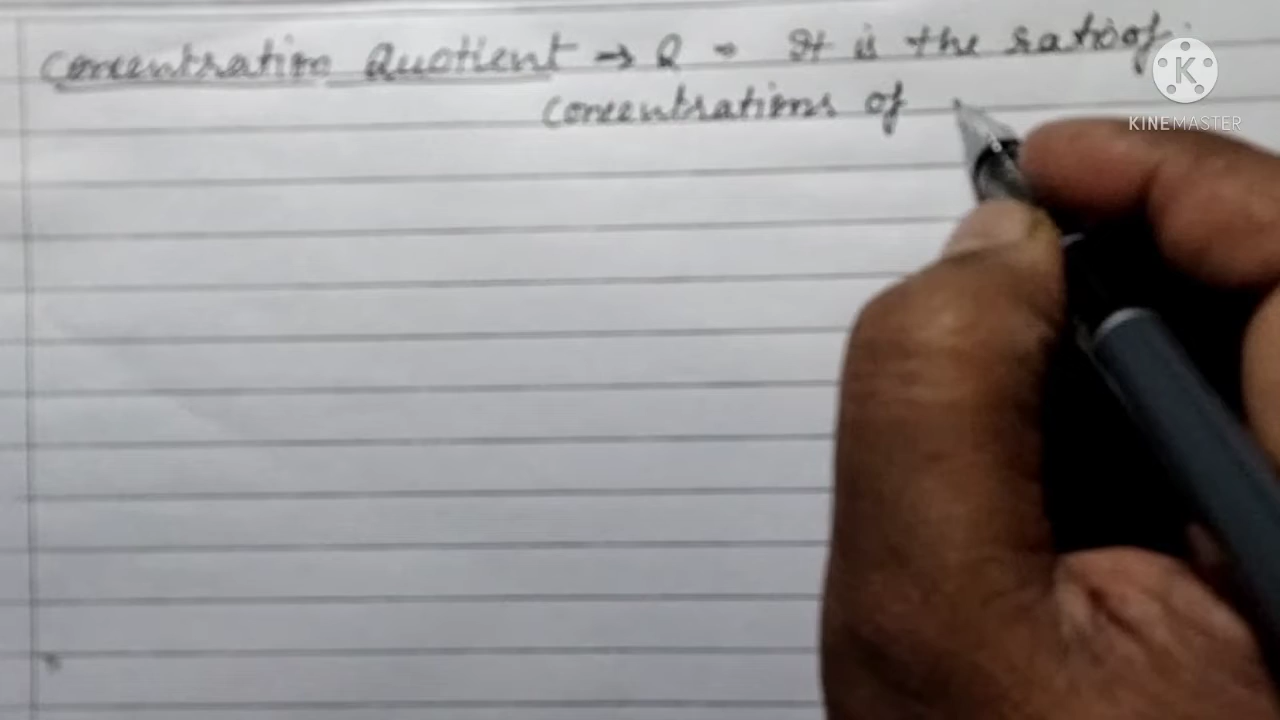 Concentration Quotient → Q - It is the ratio of
concentrations of
KINEMASTER